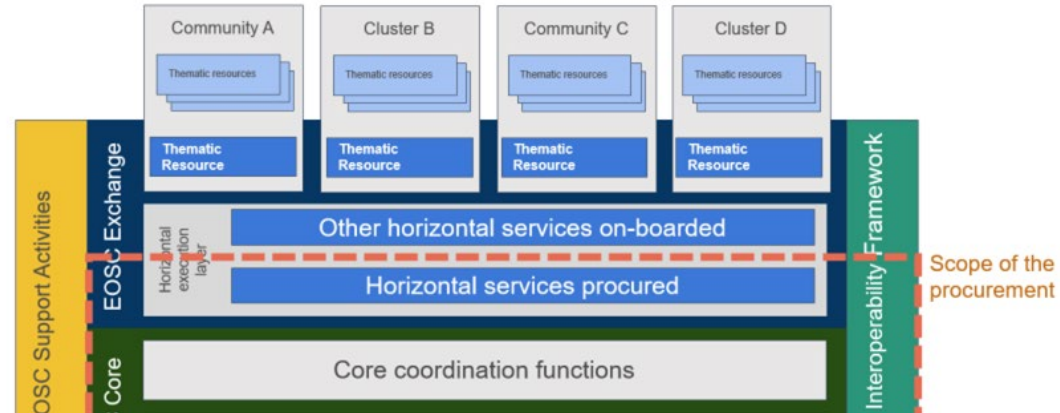 Community A
Cluster B
Community C
Cluster D
Thematic resources
Thematic resources
Thematic resources
Thematic resources
Thematic
Resource
Thematic
Resource
Thematic
Resource
Thematic
Resource
OSC Support Activities
EOSC Exchange
Horizontal
execution
layer
Other horizontal services on-boarded
Horizontal services procured
Interoperability Framework
Scope of the
procurement
Core
Core coordination functions